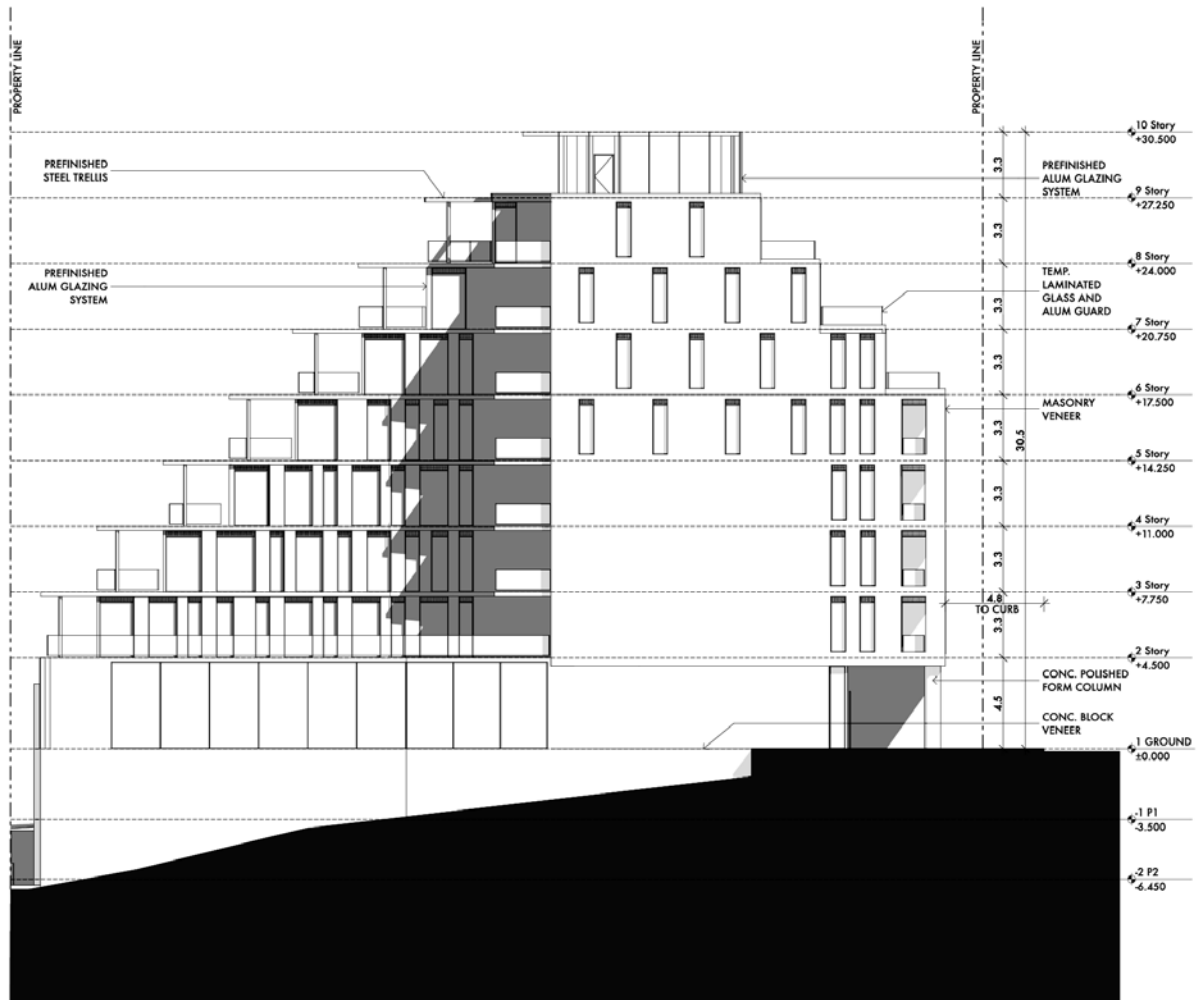 PROPERTY LINE
PROPERTY LINE
10 Story
+30.500
PREFINISHED
STEEL TRELLIS
3.3
PREFINISHED
ALUM GLAZING
SYSTEM
9 Story
+27.250
3.3
8 Story
+24.000
PREFINISHED
ALUM GLAZING
SYSTEM
3.3
TEMP.
LAMINATED
GLASS AND
ALUM GUARD
7 Story
+20.750
3.3
6 Story
+17.500
3.3
30.5
MASONRY
VENEER
5 Story
+14.250
3.3
4 Story
+11.000
3.3
3 Story
+7.750
4.8
TO CURB
3.3
2 Story
+4.500
CONC. POLISHED
FORM COLUMN
4.5
CONC. BLOCK
VENEER
1 GROUND
±0.000
-1 P1
-3.500
-2 P2
-6.450